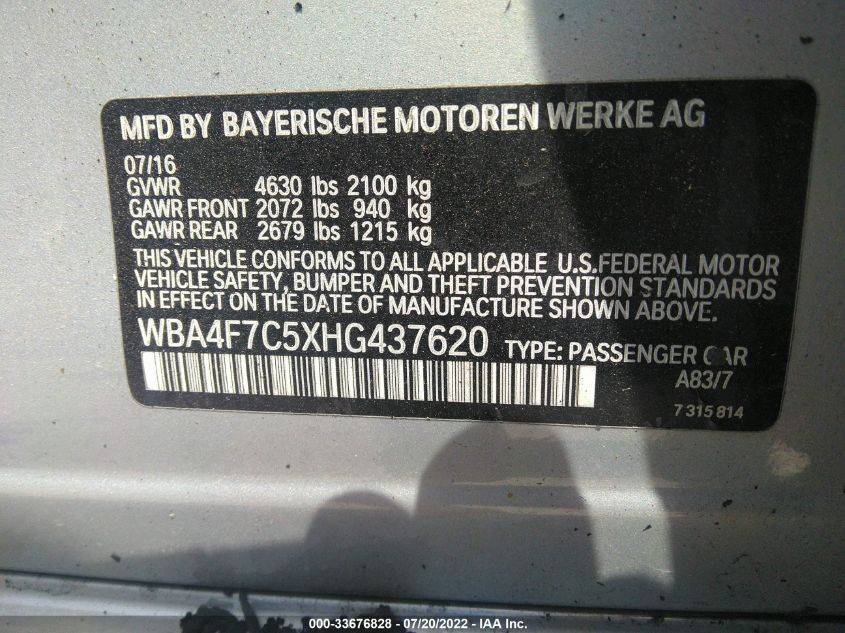 MFD BY BAYERISCHE MOTOREN WERKE AG
07/16
GVWR 4630 lbs 2100 kg
GAWR FRONT 2072 lbs 940 kg
GAWR REAR 2679 lbs 1215 kg
THIS VEHICLE CONFORMS TO ALL APPLICABLE U.S.FEDERAL MOTOR
VEHICLE SAFETY, BUMPER AND THEFT PREVENTION STANDARDS
IN EFFECT ON THE DATE OF MANUFACTURE SHOWN ABOVE.
WBA4F7C5XHG437620 TYPE: PASSENGER CAR
A83/7
7 315 814
000-33676828 - 07/20/2022 - IAA, Inc.